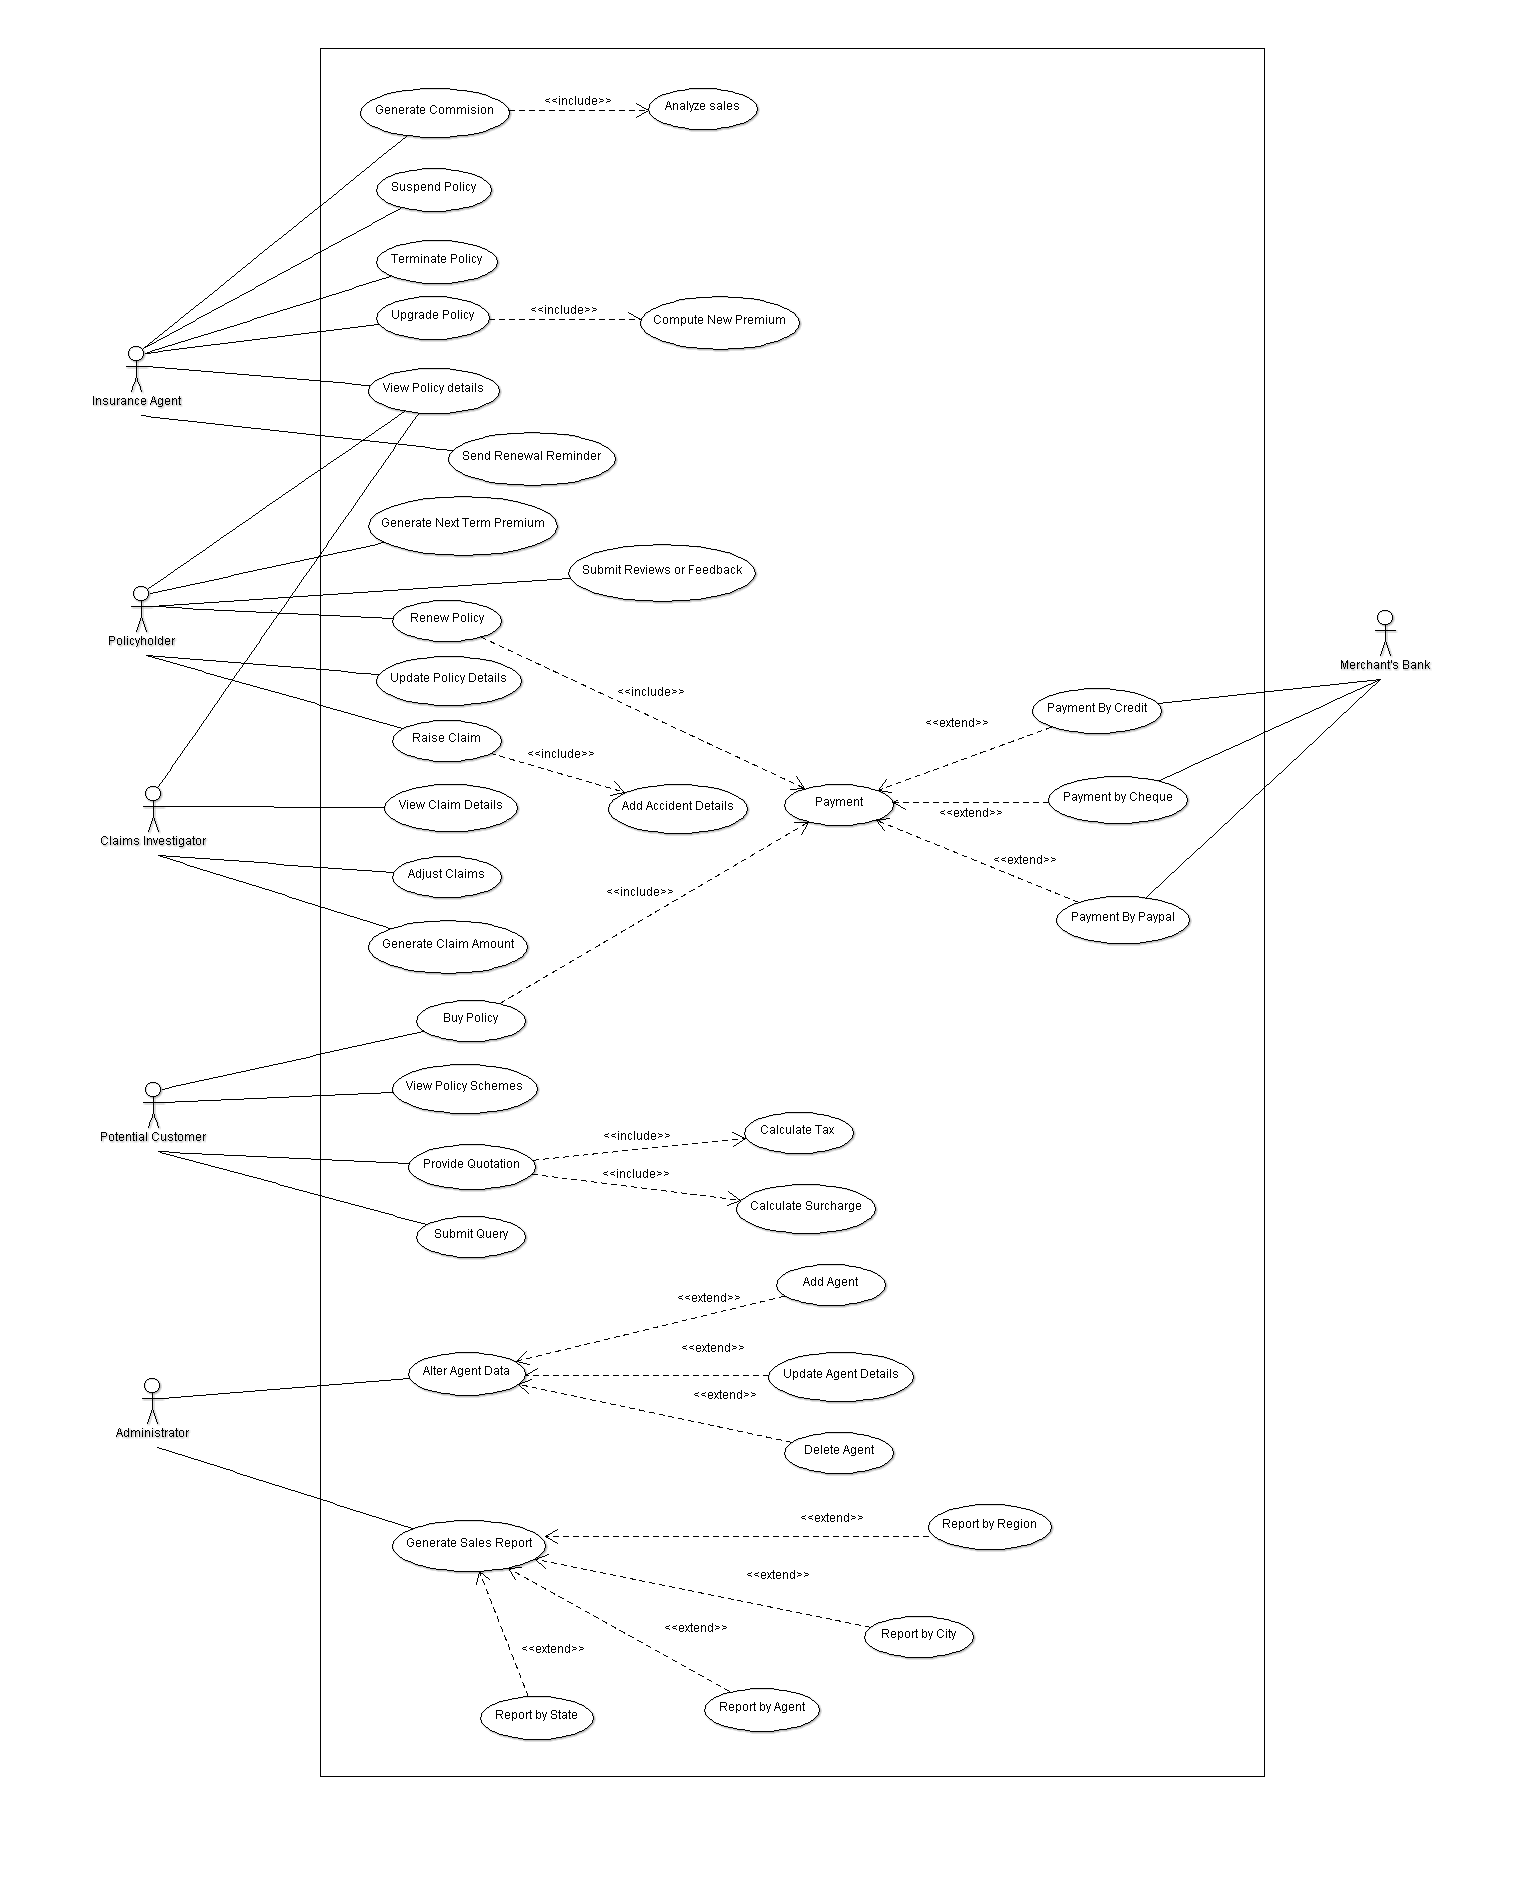 Generate Commision
<<include>>
Analyze sales
Suspend Policy
Terminate Policy
Upgrade Policy
<<include>>
Compute New Premium
Insurance Agent
View Policy details
Send Renewal Reminder
Generate Next Term Premium
Submit Reviews or Feedback
Policyholder
Renew Policy
Merchant's Bank
Update Policy Details
<<include>>
Payment By Credit
<<extend>>
Raise Claim
<<include>>
Claims Investigator
View Claim Details
Add Accident Details
Payment
Payment by Cheque
<<extend>>
<<extend>>
Adjust Claims
<<include>>
Payment By Paypal
Generate Claim Amount
Buy Policy
View Policy Schemes
Potential Customer
<<include>>
Calculate Tax
Provide Quotation
<<include>>
Calculate Surcharge
Submit Query
Add Agent
<<extend>>
<<extend>>
Alter Agent Data
Update Agent Details
<<extend>>
Administrator
Delete Agent
<<extend>>
Report by Region
Generate Sales Report
<<extend>>
<<extend>>
Report by City
<<extend>>
Report by State
Report by Agent